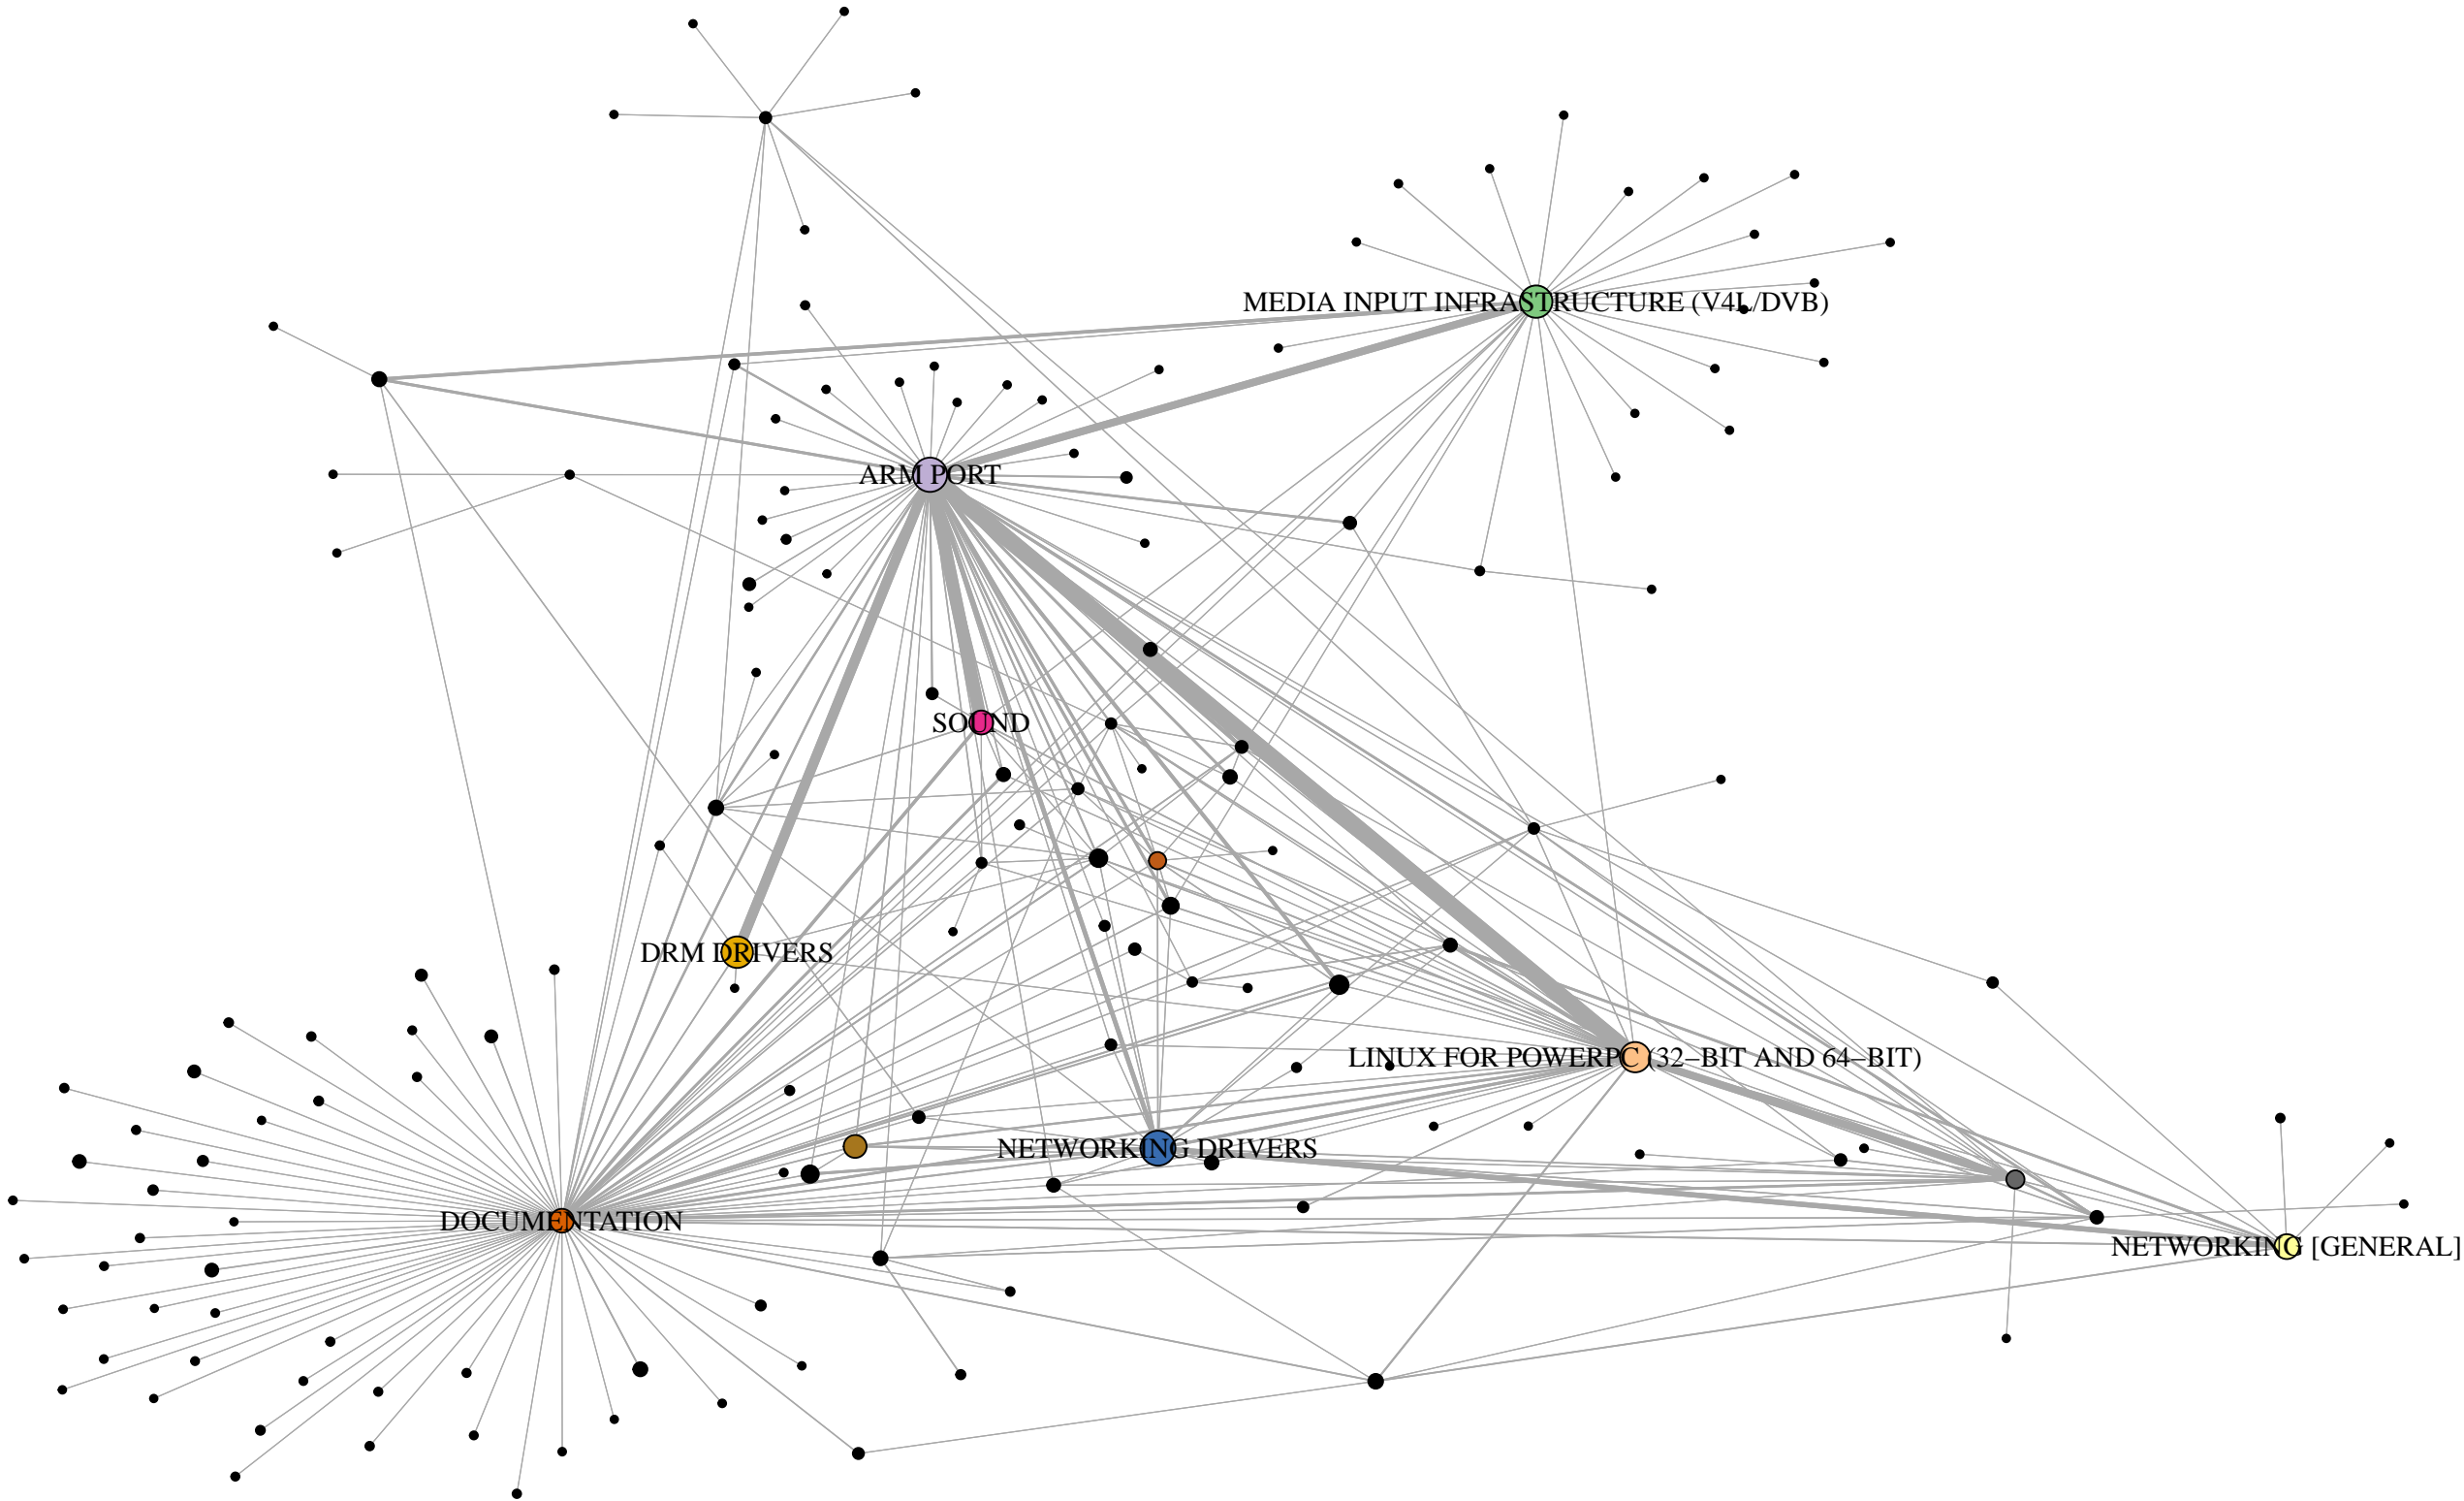 MEDIA INPUT INFRASTRUCTURE (V4L/DVB)
ARM PORT
SOUND
DRM DRIVERS
LINUX FOR POWERPC (32−BIT AND 64−BIT)
NETWORKING DRIVERS
DOCUMENTATION
NETWORKING [GENERAL]